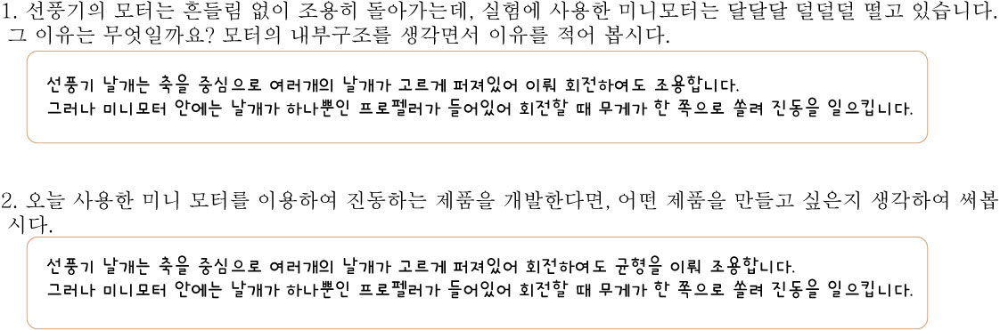 1. 선풍기의 모터는 흔들림 없이 조용히 돌아가는데, 실험에 사용한 미니모터는 달달달 덜덜덜 떨고 있습니다.
그 이유는 무엇일까요? 모터의 내부구조를 생각면서 이유를 적어 봅시다.
선풍기 날개는 축을 중심으로 여러개의 날개가 고르게 퍼져있어 이뤄 회전하여도 조용합니다.
그러나 미니모터 안에는 날개가 하나뿐인 프로펠러가 들어있어 회전할 때 무게가 한 쪽으로 쏠려 진동을 일으킵니다.
2. 오늘 사용한 미니 모터를 이용하여 진동하는 제품을 개발한다면, 어떤 제품을 만들고 싶은지 생각하여 써봅
시다.
선풍기 날개는 축을 중심으로 여러개의 날개가 고르게 퍼져있어 회전하여도 균형을 이뤄 조용합니다.
그러나 미니모터 안에는 날개가 하나뿐인 프로펠러가 들어있어 회전할 때 무게가 한 쪽으로 쏠려 진동을 일으킵니다.